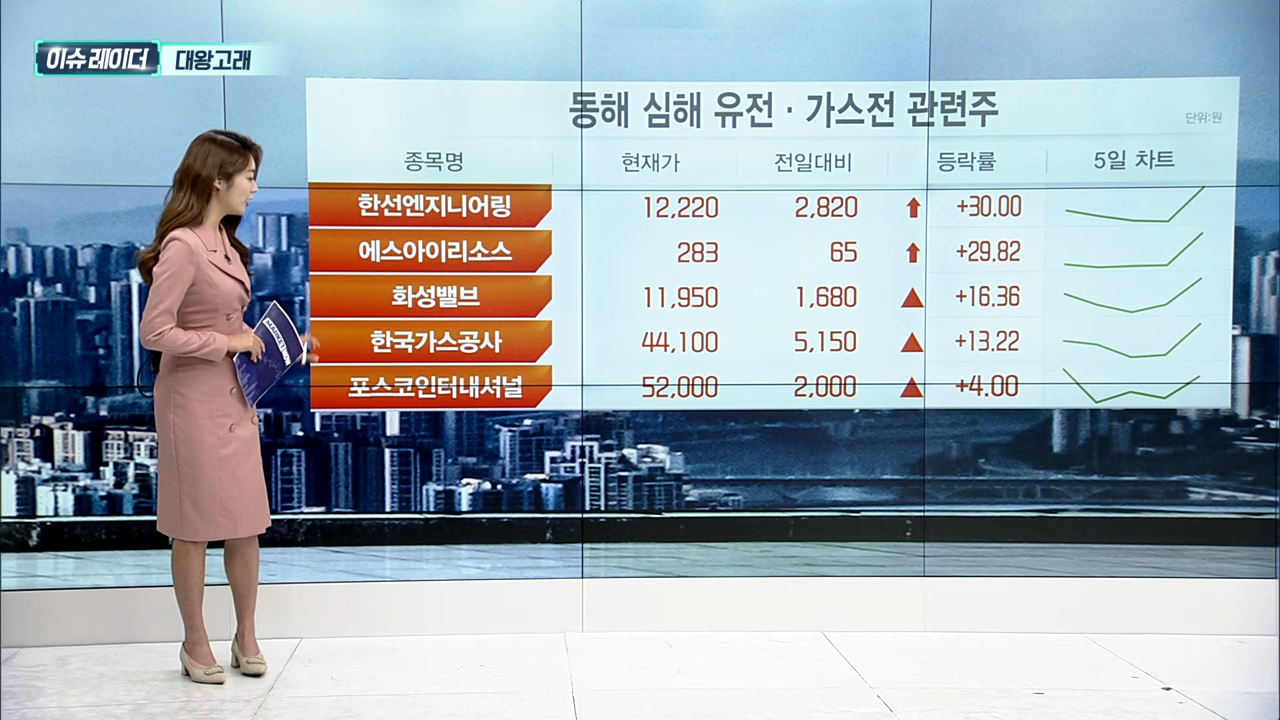 이슈 레이더 대왕고래
동해 심해 유전 · 가스전 관련주
단위:원
종목명 현재가 전일대비 등락률 5일 차트
한선엔지니어링 12,220 2,820 +30.00
에스아이리소스 283 65 +29.82
화성밸브 11,950 1,680 +16.36
한국가스공사 44,100 5,150 +13.22
포스코인터내셔널 52,000 2,000 +4.00